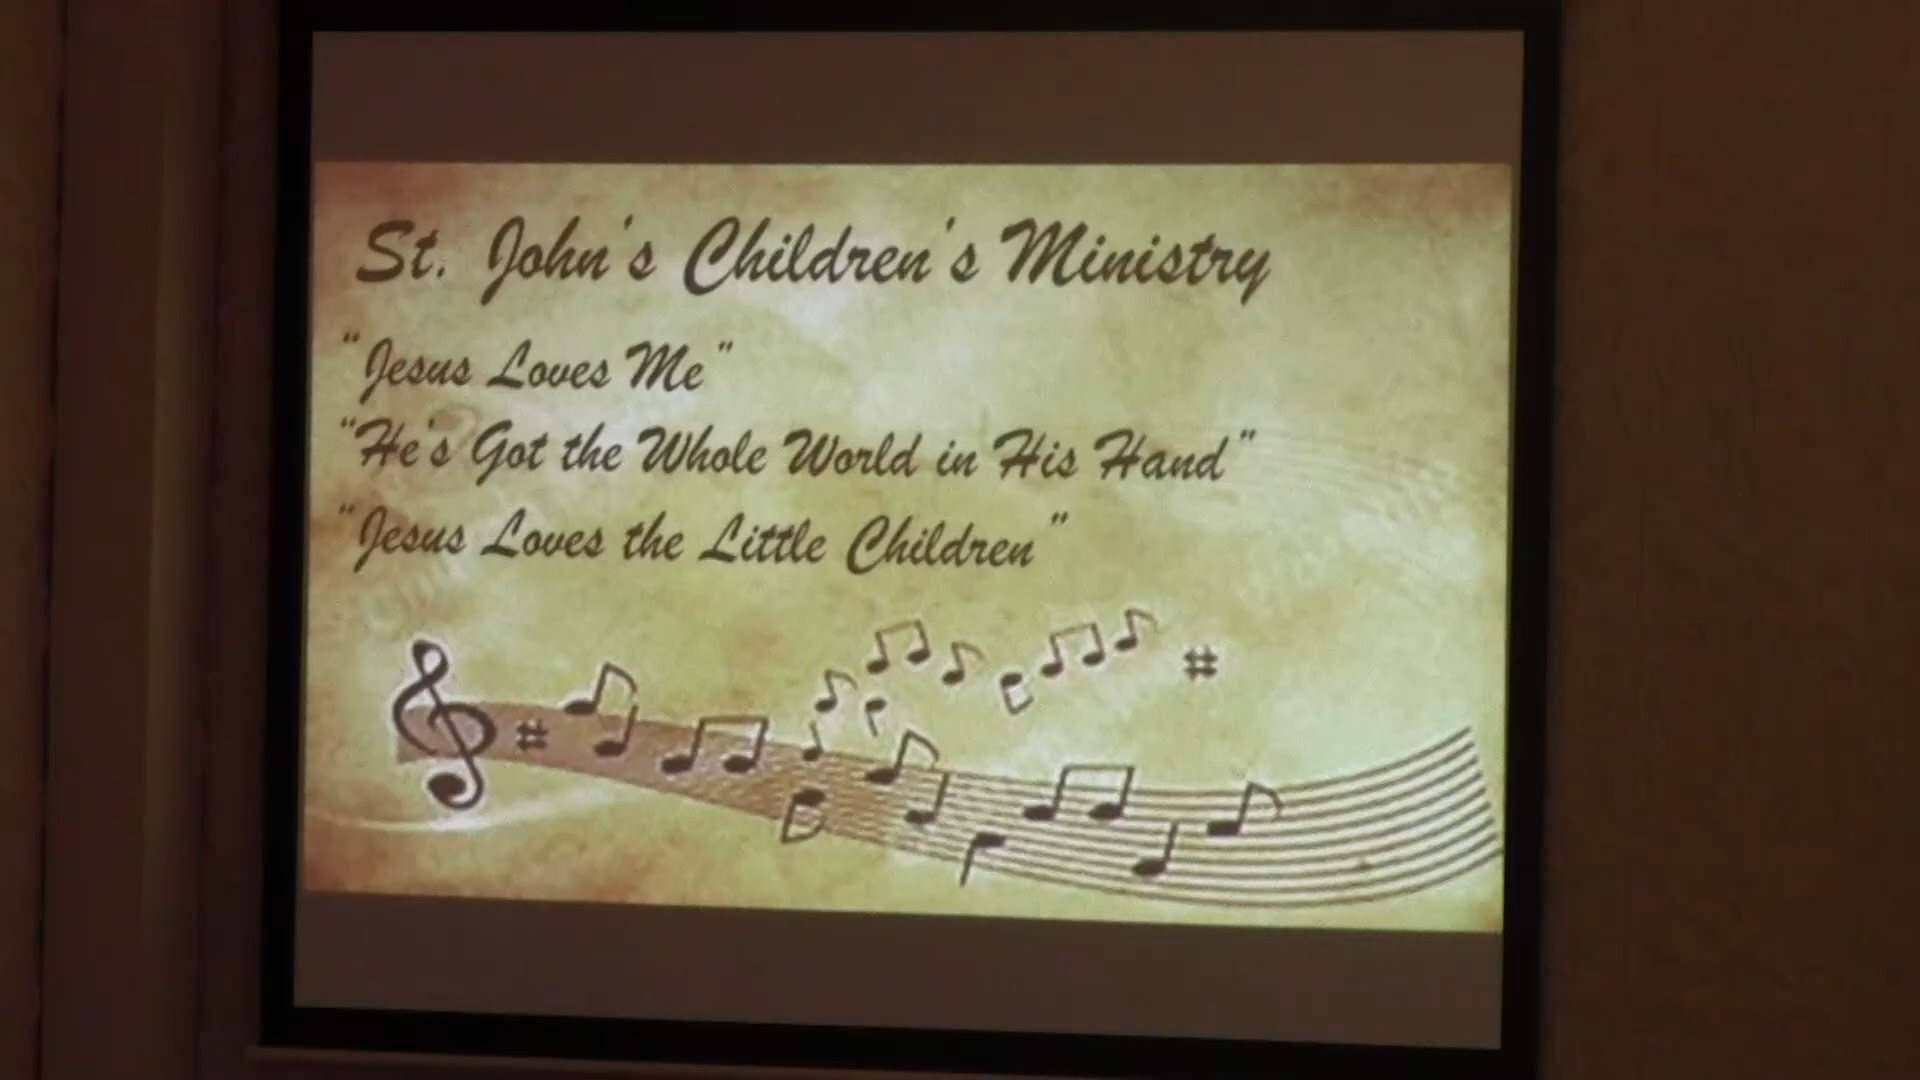 St. John's Children's Ministry
"Jesus Loves Me"
"He's Got the Whole World in His Hand"
"Jesus Loves the Little Children"